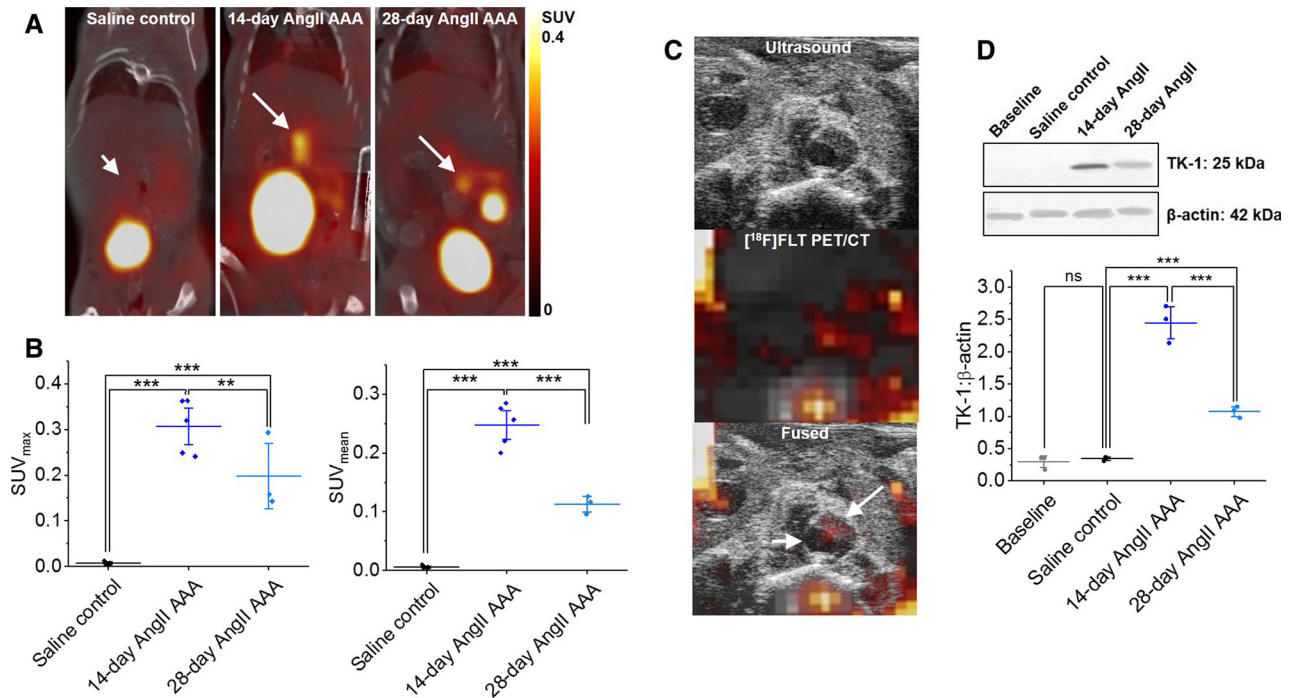 A
Saline control
14-day AngII AAA
28-day AngII AAA
SUV
0.4
0
B
SUVmax
0.4
0.3
0.2
0.1
0.0
***
***
**
Saline control
14-day AngII AAA
28-day AngII AAA
SUVmean
0.3
0.2
0.1
0.0
***
***
***
Saline control
14-day AngII AAA
28-day AngII AAA
C
Ultrasound
[¹⁸F]FLT PET/CT
Fused
D
Baseline
Saline control
14-day AngII
28-day AngII
TK-1: 25 kDa
β-actin: 42 kDa
TK-1:β-actin
3.0
2.5
2.0
1.5
1.0
0.5
0.0
ns
***
***
***
Baseline
Saline control
14-day AngII AAA
28-day AngII AAA